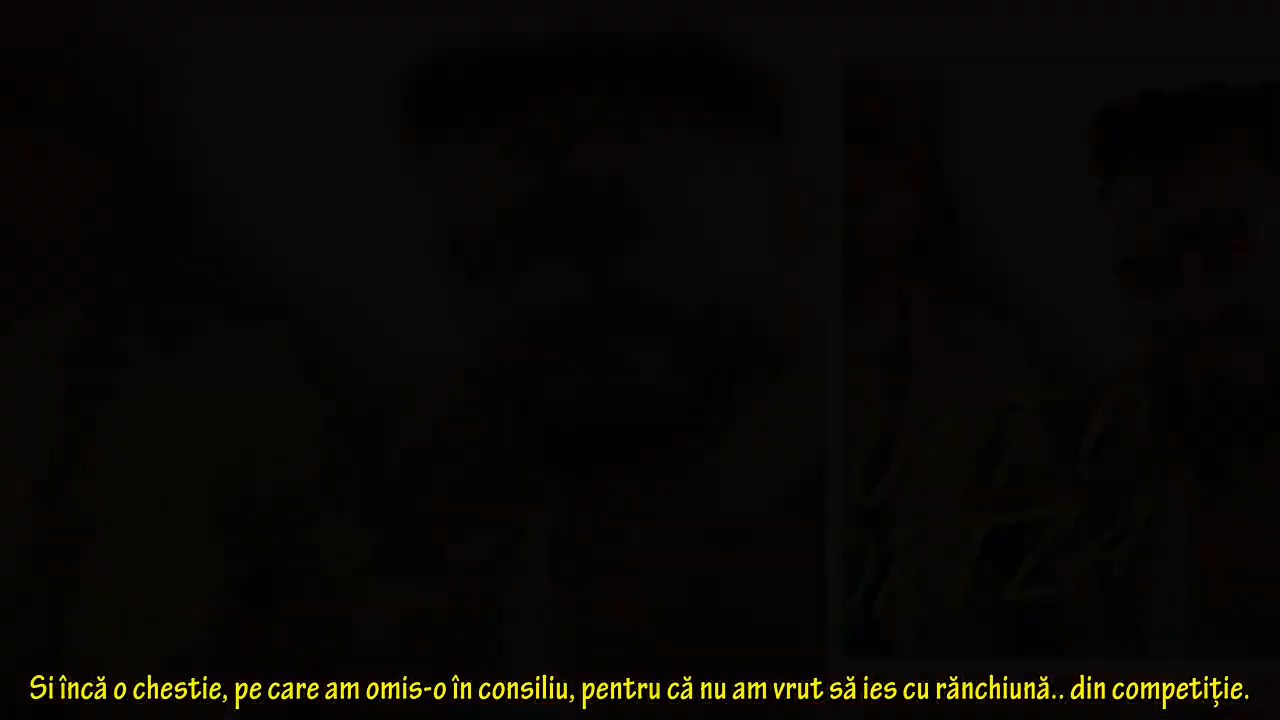 Si încă o chestie, pe care am omis-o în consiliu, pentru că nu am vrut să ies cu rănchiună.. din competiție.